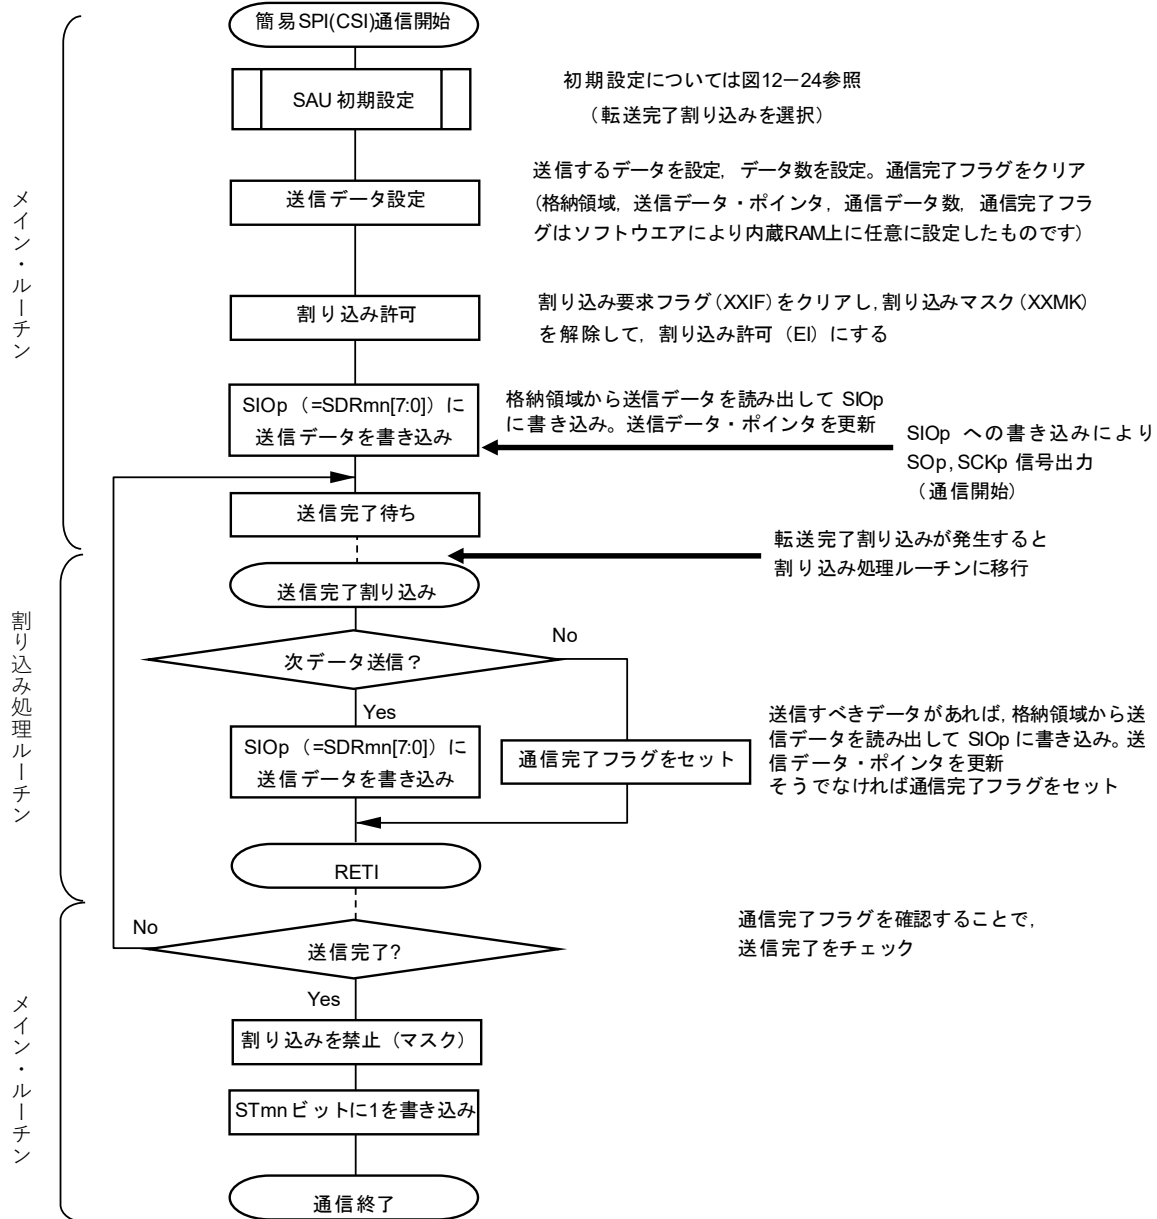 簡易SPI(CSI)通信開始
SAU 初期設定
初期設定については図12－24参照
（転送完了割り込みを選択）
送信データ設定
送信するデータを設定，データ数を設定。通信完了フラグをクリア
(格納領域，送信データ・ポインタ，通信データ数，通信完了フラ
グはソフトウエアにより内蔵RAM上に任意に設定したものです)
メイン・ルーチン
割り込み許可
割り込み要求フラグ（XXIF）をクリアし，割り込みマスク（XXMK）
を解除して，割り込み許可（EI）にする
SIOp（=SDRmn[7:0]）に
送信データを書き込み
格納領域から送信データを読み出して SIOp
に書き込み。送信データ・ポインタを更新
SIOp への書き込みにより
SOp, SCKp 信号出力
（通信開始）
送信完了待ち
転送完了割り込みが発生すると
割り込み処理ルーチンに移行
送信完了割り込み
割り込み処理ルーチン
次データ送信？
No
Yes
SIOp（=SDRmn[7:0]）に
送信データを書き込み
通信完了フラグをセット
送信すべきデータがあれば，格納領域から送
信データを読み出して SIOp に書き込み。送
信データ・ポインタを更新
そうでなければ通信完了フラグをセット
RETI
No
送信完了?
通信完了フラグを確認することで，
送信完了をチェック
Yes
メイン・ルーチン
割り込みを禁止（マスク）
STmnビットに1を書き込み
通信終了